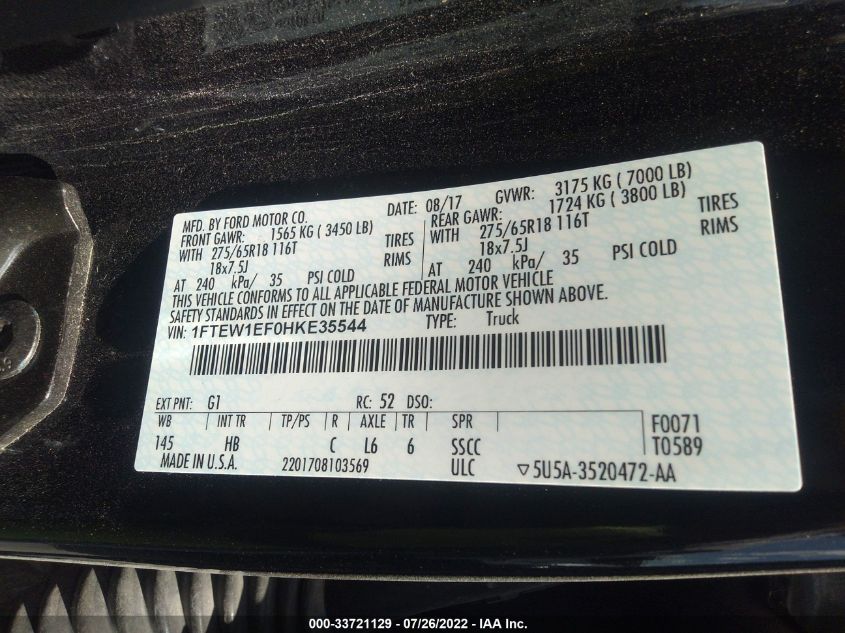 MFD. BY FORD MOTOR CO. DATE: 08/17 GVWR: 3175 KG ( 7000 LB)
FRONT GAWR: 1565 KG ( 3450 LB) REAR GAWR: 1724 KG ( 3800 LB)
WITH 275/65R18 116T TIRES WITH 275/65R18 116T TIRES
18x7.5J RIMS 18x7.5J RIMS
AT 240 kPa/ 35 PSI COLD AT 240 kPa/ 35 PSI COLD
THIS VEHICLE CONFORMS TO ALL APPLICABLE FEDERAL MOTOR VEHICLE
SAFETY STANDARDS IN EFFECT ON THE DATE OF MANUFACTURE SHOWN ABOVE.
VIN: 1FTEW1EF0HKE35544 TYPE: Truck
EXT PNT: G1 RC: 52 DSO:
WB INT TR TP/PS R AXLE TR SPR F0071
145 HB C L6 6 SSCC T0589
MADE IN U.S.A. 2201708103569 ULC ▽5U5A-3520472-AA
000-33721129 - 07/26/2022 - IAA Inc.